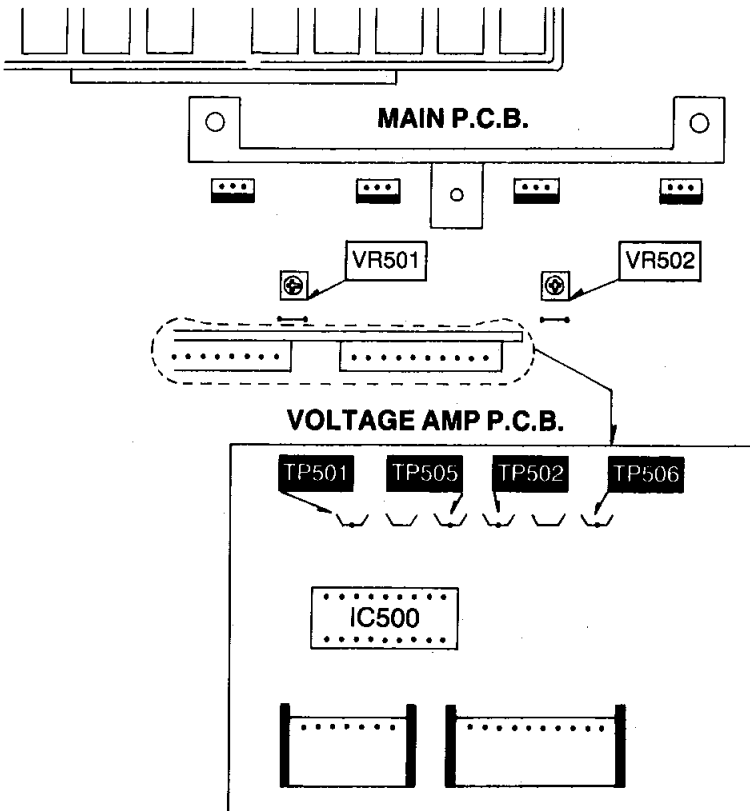 MAIN P.C.B.
VR501
VR502
VOLTAGE AMP P.C.B.
TP501 TP505 TP502 TP506
IC500